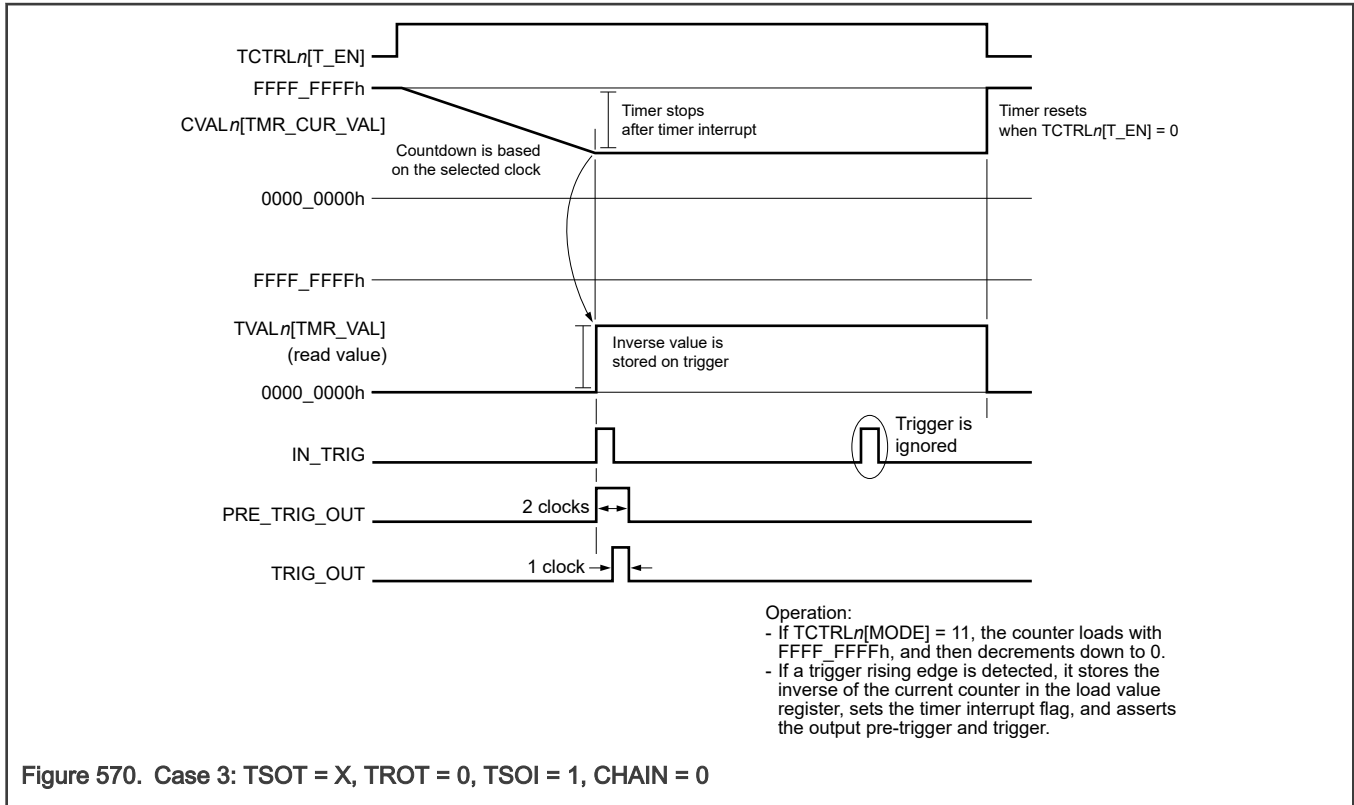 TCTRLn[T_EN]
FFFF_FFFFh
CVALn[TMR_CUR_VAL]
Timer stops
after timer interrupt
Timer resets
when TCTRLn[T_EN] = 0
Countdown is based
on the selected clock
0000_0000h
FFFF_FFFFh
TVALn[TMR_VAL]
(read value)
Inverse value is
stored on trigger
0000_0000h
Trigger is
ignored
IN_TRIG
2 clocks
PRE_TRIG_OUT
1 clock
TRIG_OUT
Operation:
- If TCTRLn[MODE] = 11, the counter loads with
FFFF_FFFFh, and then decrements down to 0.
- If a trigger rising edge is detected, it stores the
inverse of the current counter in the load value
register, sets the timer interrupt flag, and asserts
the output pre-trigger and trigger.
Figure 570. Case 3: TSOT = X, TROT = 0, TSOI = 1, CHAIN = 0